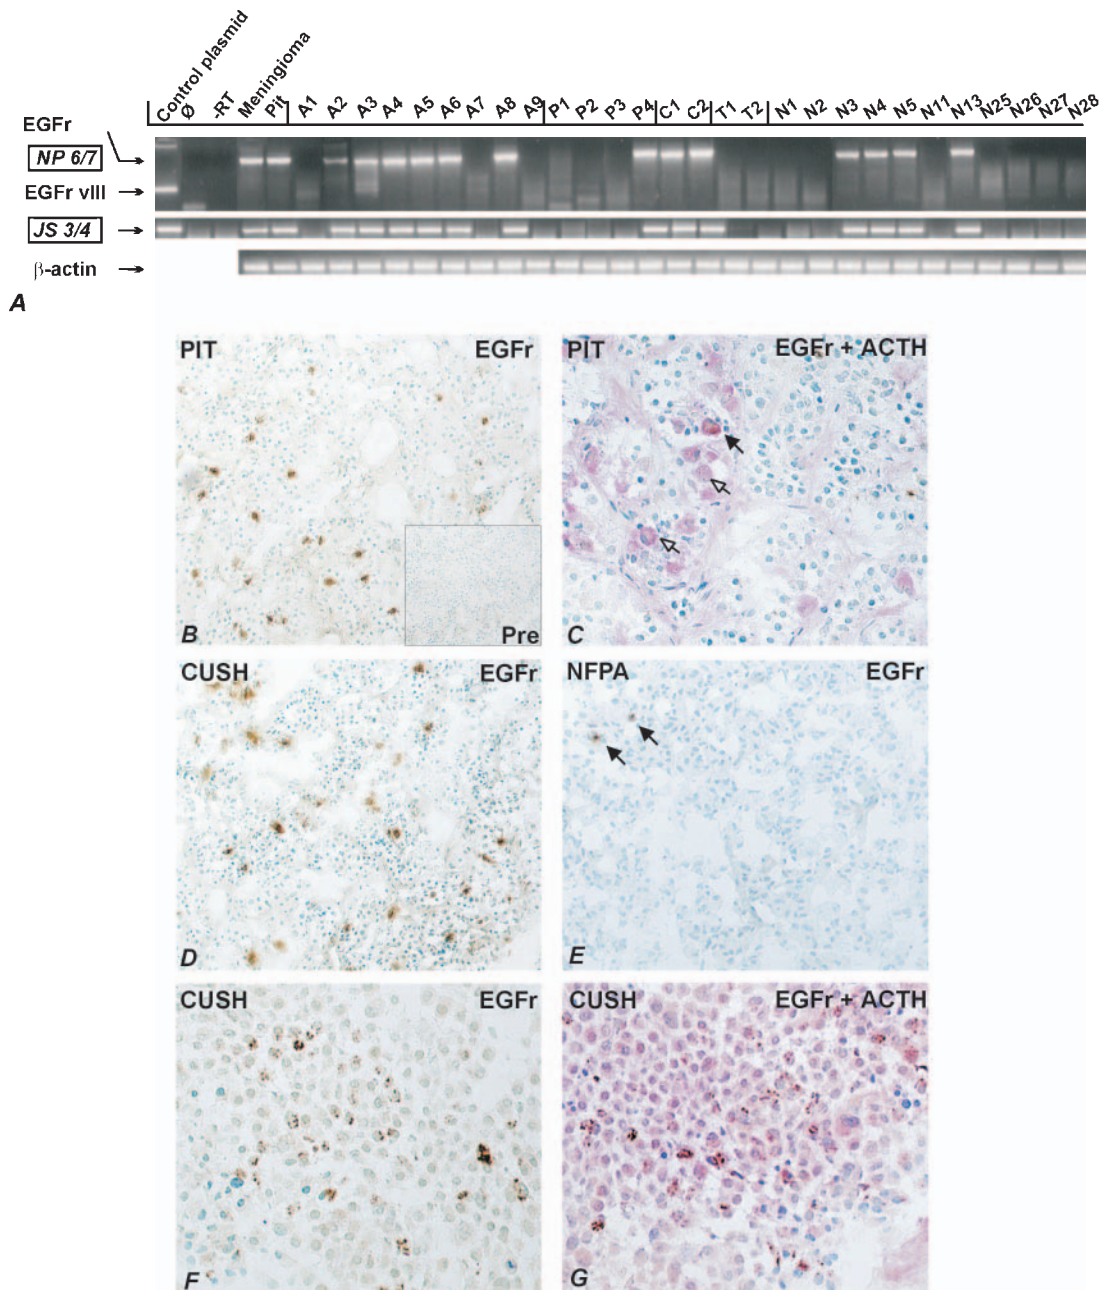 Control plasmid Ø -RT Meningioma Pit A1 A2 A3 A4 A5 A6 A7 A8 A9 P1 P2 P3 P4 C1 C2 T1 T2 N1 N2 N3 N4 N5 N11 N13 N25 N26 N27 N28
EGFr
NP 6/7
EGFr vIII
JS 3/4
β-actin
A
PIT EGFr
Pre
B
PIT EGFr + ACTH
C
CUSH EGFr
D
NFPA EGFr
E
CUSH EGFr
F
CUSH EGFr + ACTH
G